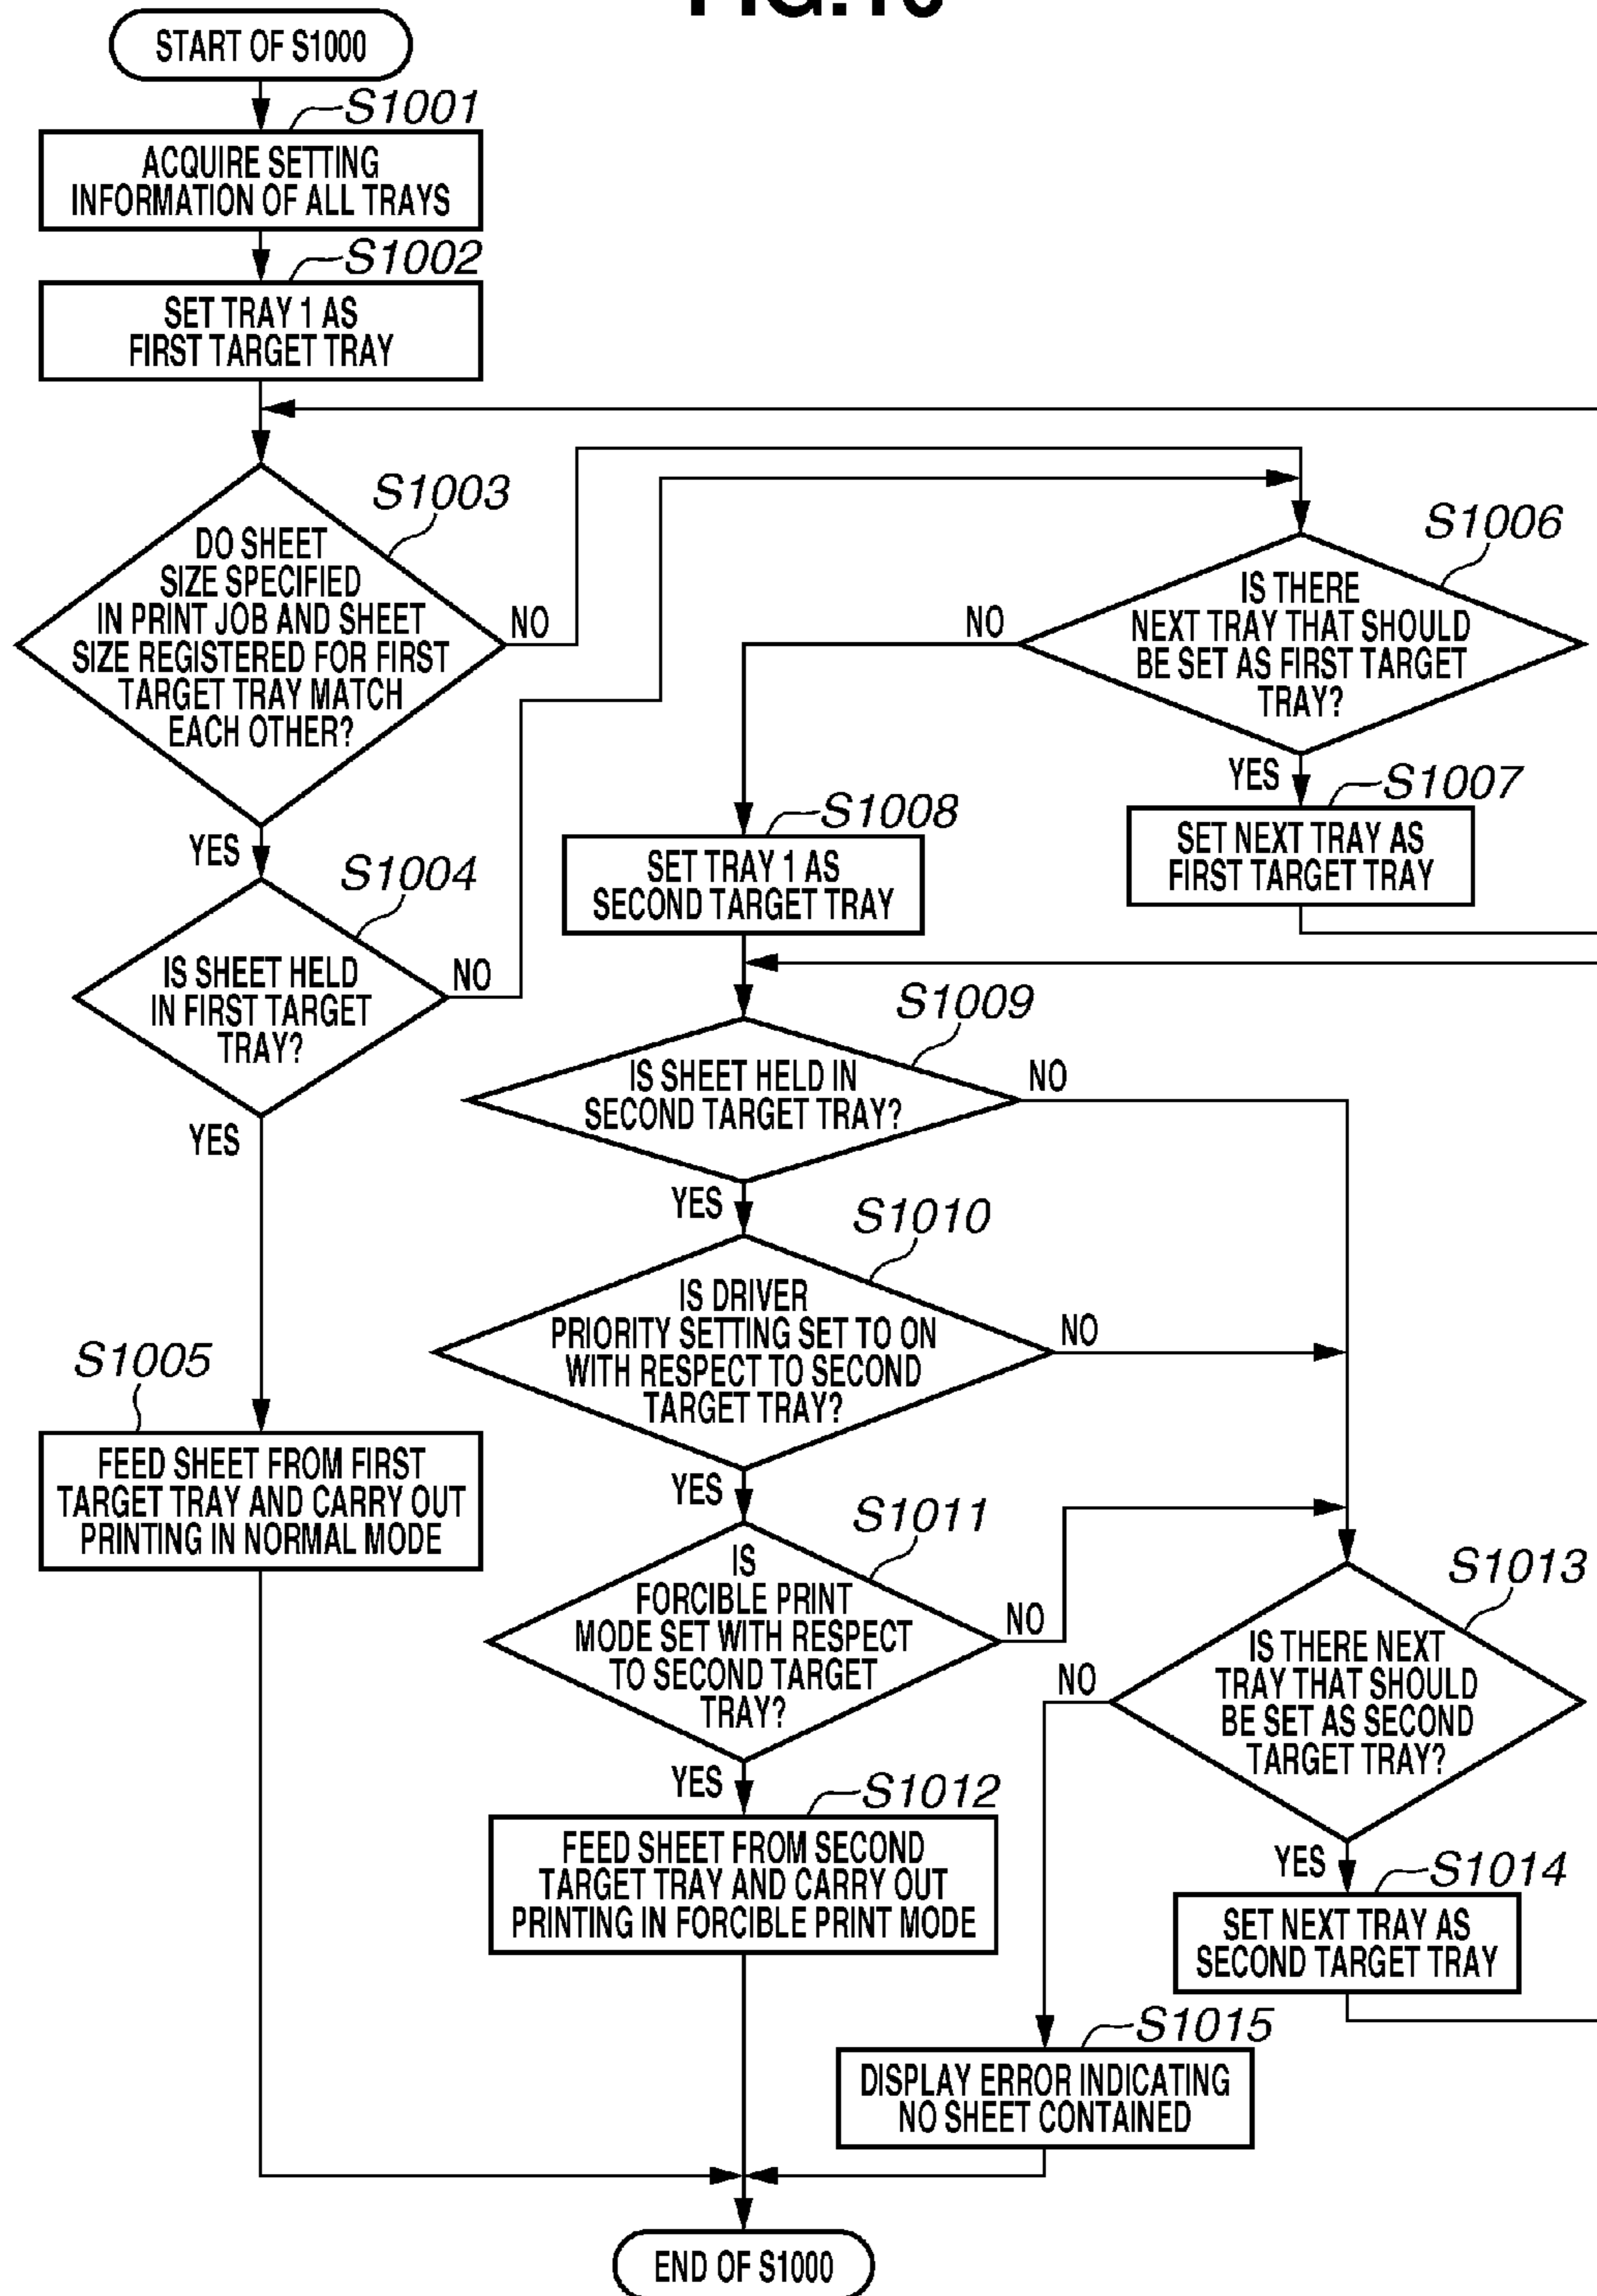 FIG.10
START OF S1000
S1001
ACQUIRE SETTING
INFORMATION OF ALL TRAYS
S1002
SET TRAY 1 AS
FIRST TARGET TRAY
S1003
DO SHEET
SIZE SPECIFIED
IN PRINT JOB AND SHEET
SIZE REGISTERED FOR FIRST
TARGET TRAY MATCH
EACH OTHER?
NO
YES
S1004
IS SHEET HELD
IN FIRST TARGET
TRAY?
NO
YES
S1005
FEED SHEET FROM FIRST
TARGET TRAY AND CARRY OUT
PRINTING IN NORMAL MODE
S1006
IS THERE
NEXT TRAY THAT SHOULD
BE SET AS FIRST TARGET
TRAY?
NO
YES
S1007
SET NEXT TRAY AS
FIRST TARGET TRAY
S1008
SET TRAY 1 AS
SECOND TARGET TRAY
S1009
IS SHEET HELD IN
SECOND TARGET TRAY?
NO
YES
S1010
IS DRIVER
PRIORITY SETTING SET TO ON
WITH RESPECT TO SECOND
TARGET TRAY?
NO
YES
S1011
IS
FORCIBLE PRINT
MODE SET WITH RESPECT
TO SECOND TARGET
TRAY?
NO
YES
S1012
FEED SHEET FROM SECOND
TARGET TRAY AND CARRY OUT
PRINTING IN FORCIBLE PRINT MODE
S1013
IS THERE NEXT
TRAY THAT SHOULD
BE SET AS SECOND
TARGET TRAY?
NO
YES
S1014
SET NEXT TRAY AS
SECOND TARGET TRAY
S1015
DISPLAY ERROR INDICATING
NO SHEET CONTAINED
END OF S1000